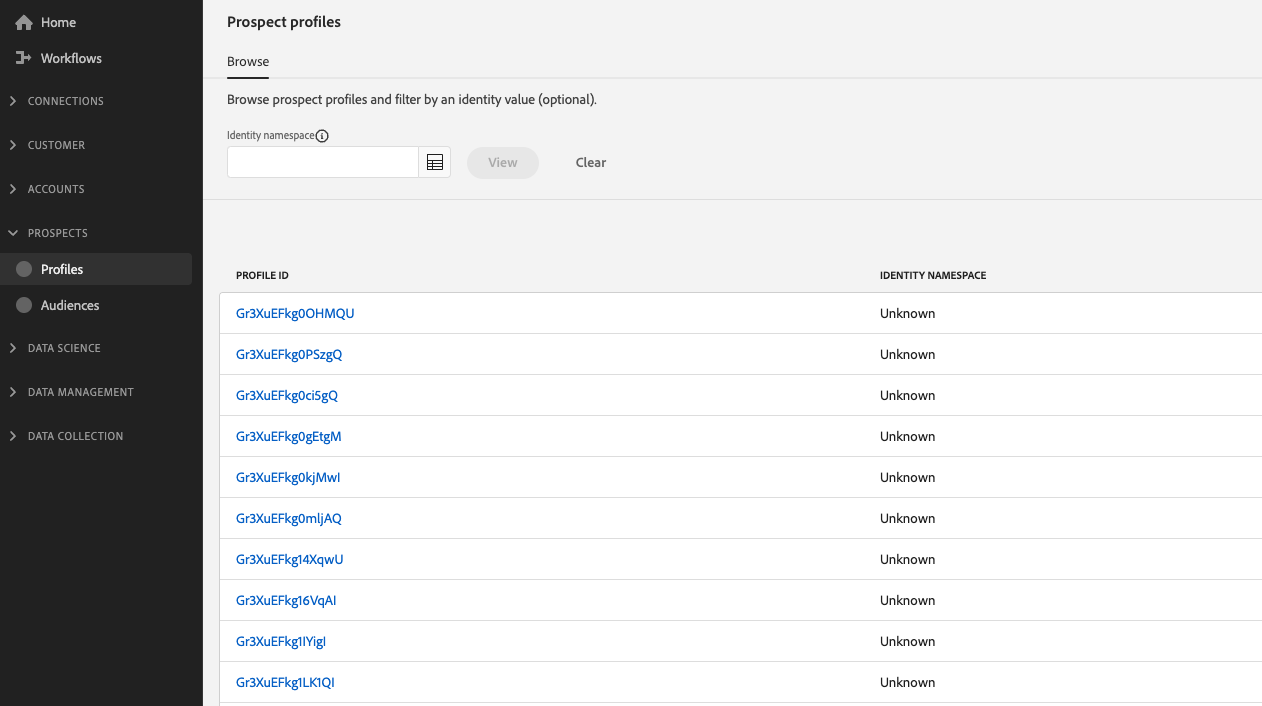 Home
Workflows
CONNECTIONS
CUSTOMER
ACCOUNTS
PROSPECTS
Profiles
Audiences
DATA SCIENCE
DATA MANAGEMENT
DATA COLLECTION
Prospect profiles
Browse
Browse prospect profiles and filter by an identity value (optional).
Identity namespace
View Clear
PROFILE ID IDENTITY NAMESPACE
Gr3XuEFkg0OHMQU Unknown
Gr3XuEFkg0PSzgQ Unknown
Gr3XuEFkg0ci5gQ Unknown
Gr3XuEFkg0gEtgM Unknown
Gr3XuEFkg0kjMwI Unknown
Gr3XuEFkg0mljAQ Unknown
Gr3XuEFkg14XqwU Unknown
Gr3XuEFkg16VqAI Unknown
Gr3XuEFkg1IYigI Unknown
Gr3XuEFkg1LK1QI Unknown